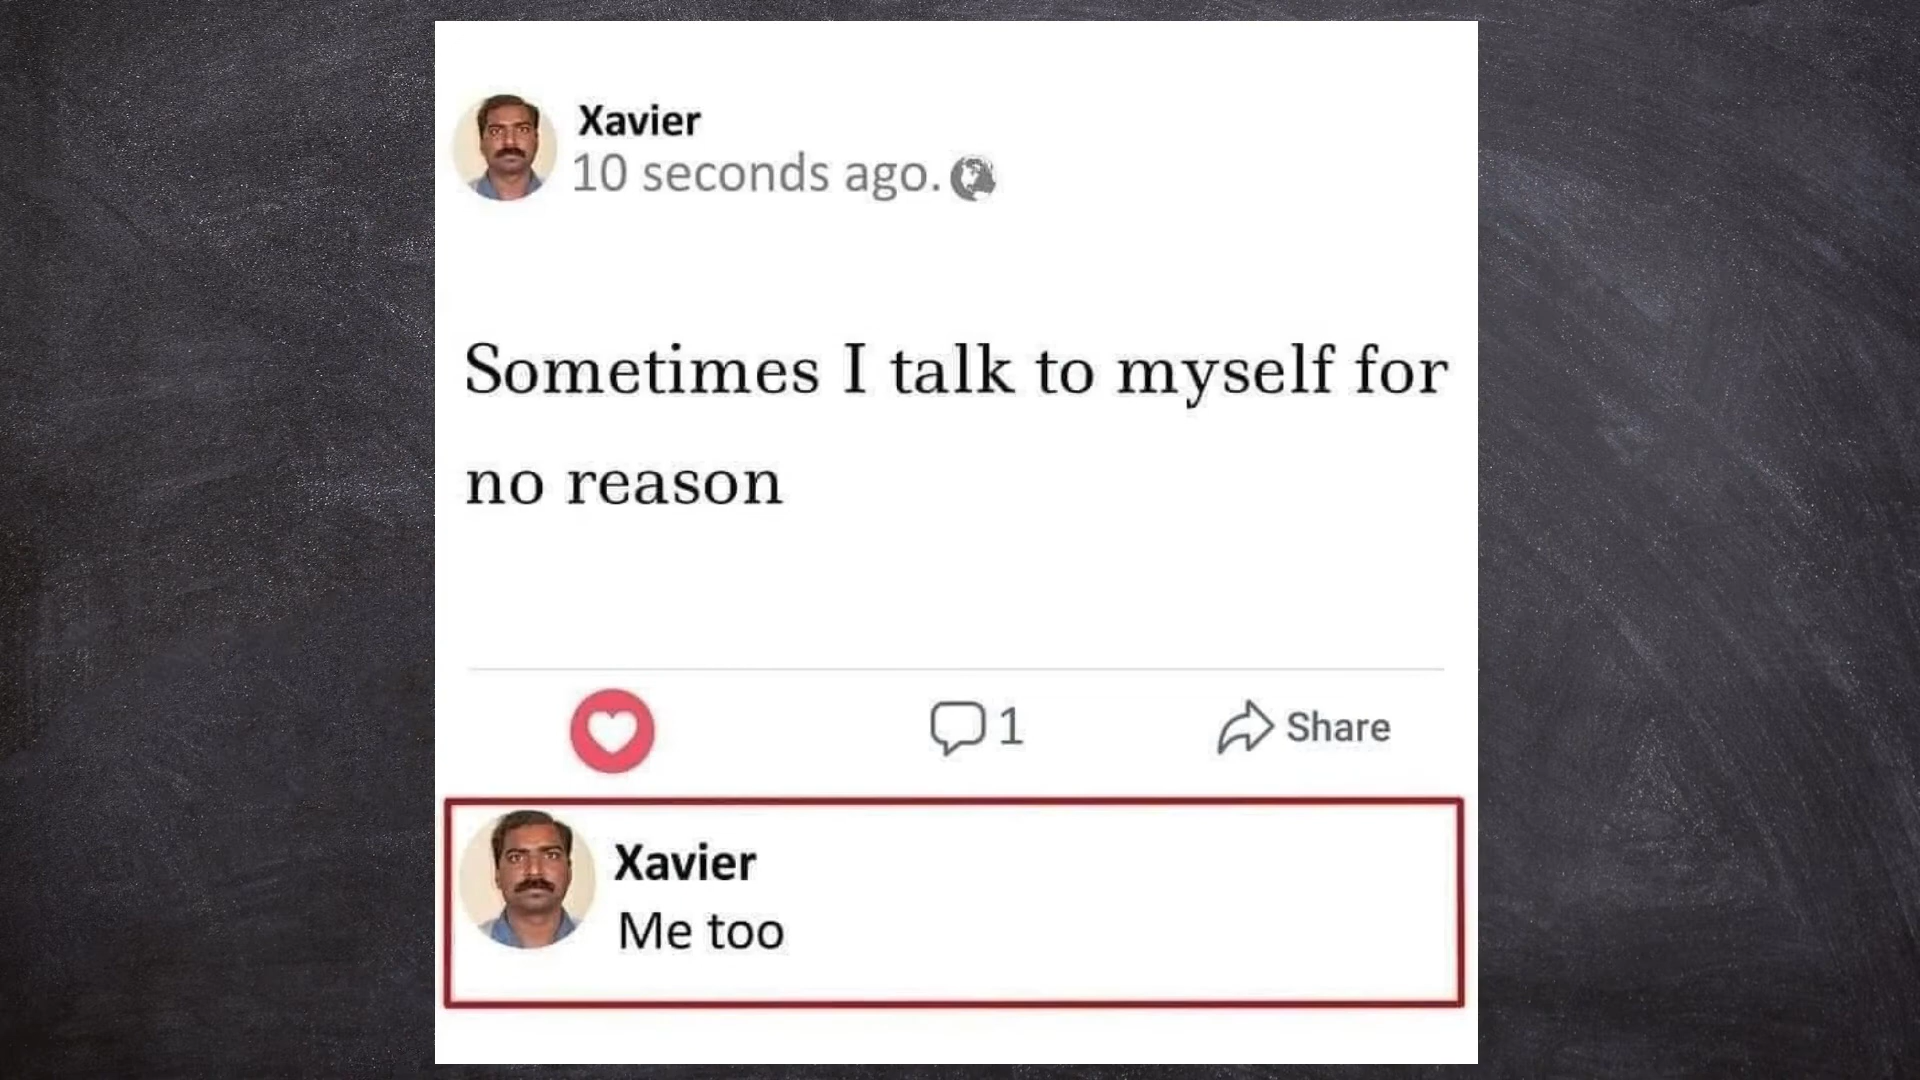 Xavier
10 seconds ago.
Sometimes I talk to myself for
no reason
1
Share
Xavier
Me too